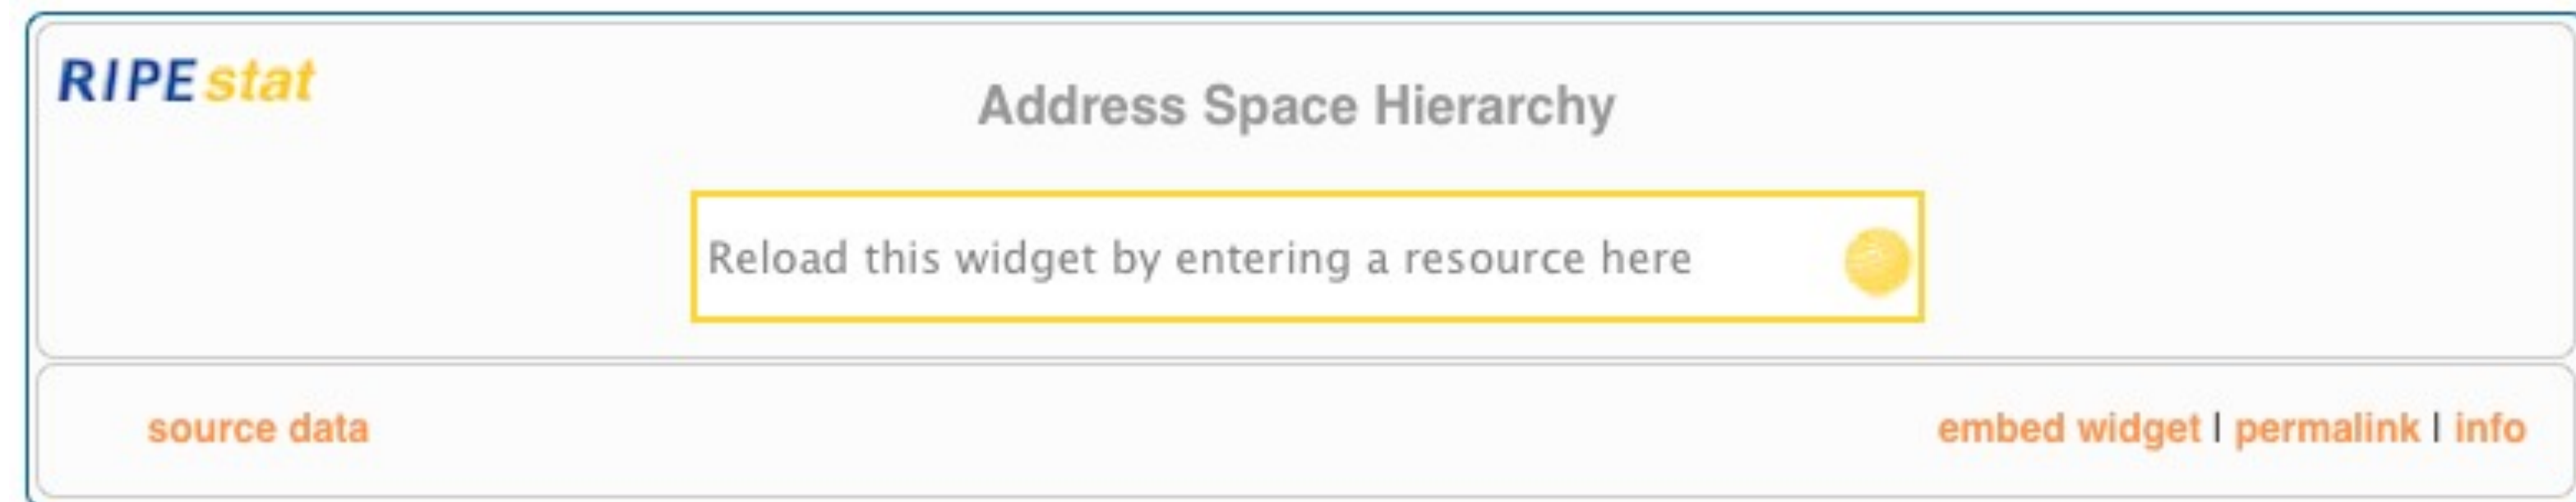 RIPEstat
Address Space Hierarchy
Reload this widget by entering a resource here
source data
embed widget | permalink | info